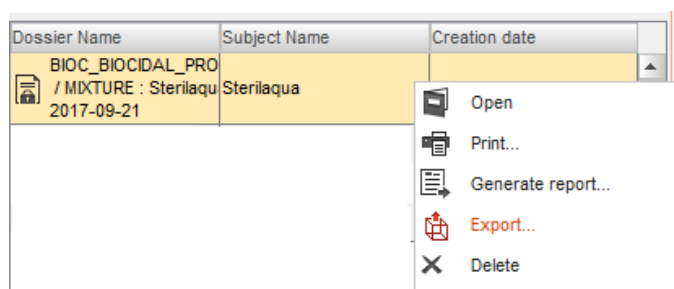 Dossier Name Subject Name Creation date
BIOC_BIOCIDAL_PRO
/ MIXTURE : Sterilaqu Sterilaqua
2017-09-21
Open
Print...
Generate report...
Export...
Delete